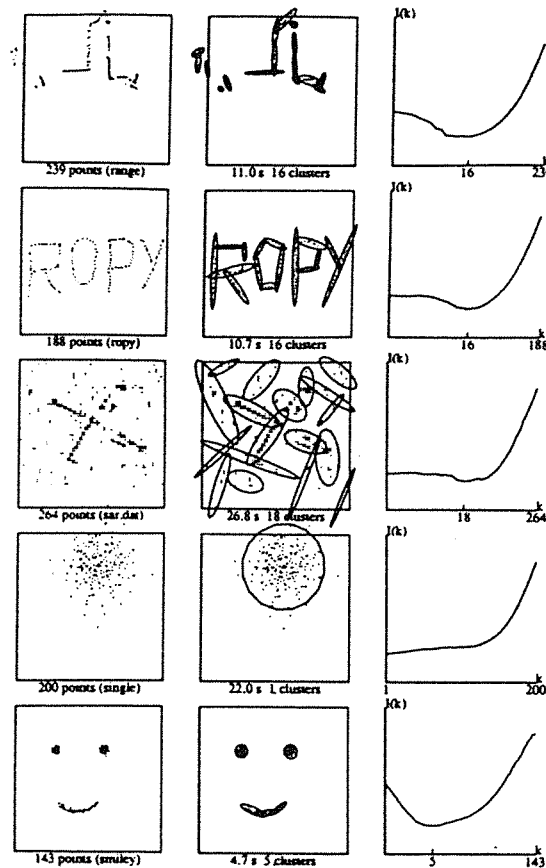 I(k)
239 points (range)
11.0 s 16 clusters
16
23
I(k)
k
ROPY
188 points (ropy)
10.7 s 16 clusters
16
188
I(k)
k
264 points (sar.dat)
26.8 s 18 clusters
18
264
I(k)
k
200 points (single)
22.0 s 1 clusters
1
200
I(k)
k
143 points (smiley)
4.7 s 5 clusters
5
143